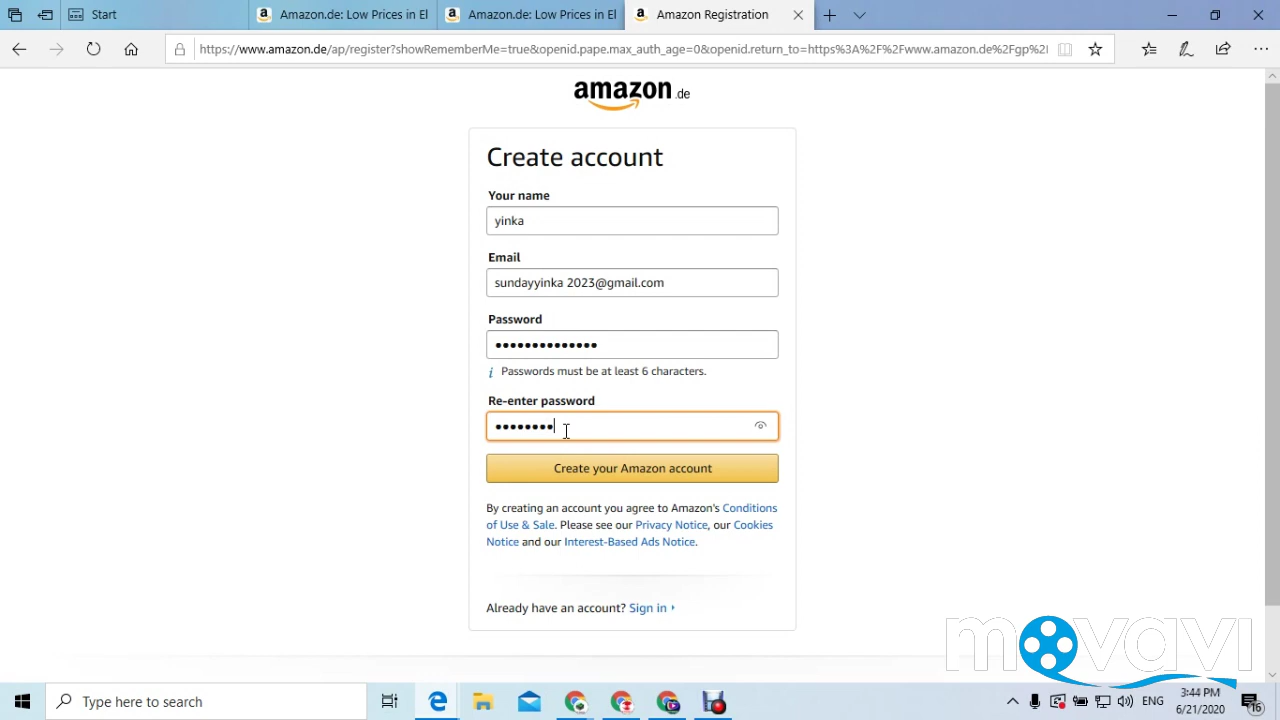 Start
Amazon.de: Low Prices in El
Amazon.de: Low Prices in El
Amazon Registration
https://www.amazon.de/ap/register?showRememberMe=true&openid.pape.max_auth_age=0&openid.return_to=https%3A%2F%2Fwww.amazon.de%2Fgp%2F
amazon.de
Create account
Your name
yinka
Email
sundayyinka 2023@gmail.com
Password
••••••••••••••
i Passwords must be at least 6 characters.
Re-enter password
••••••••
Create your Amazon account
By creating an account you agree to Amazon's Conditions
of Use & Sale. Please see our Privacy Notice, our Cookies
Notice and our Interest-Based Ads Notice.
Already have an account? Sign in
movavi
Type here to search
ENG
3:44 PM
6/21/2020
16